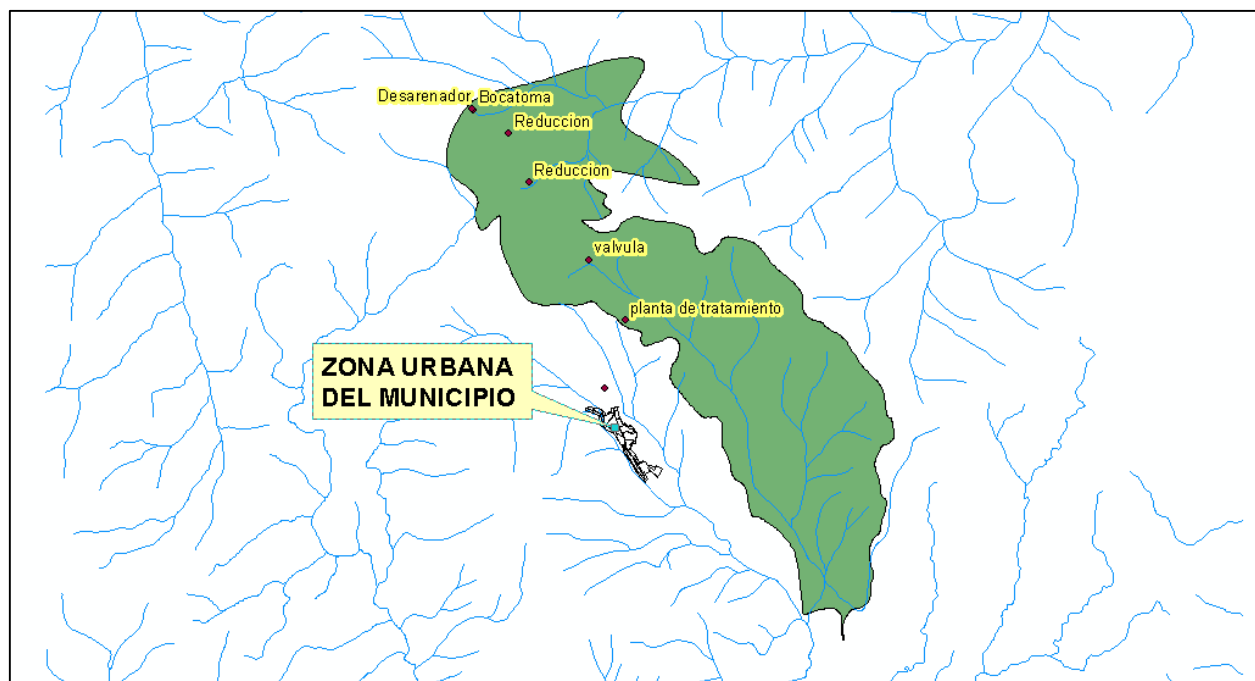 Desarenador Bocatoma
Reduccion
Reduccion
valvula
planta de tratamiento
ZONA URBANA
DEL MUNICIPIO